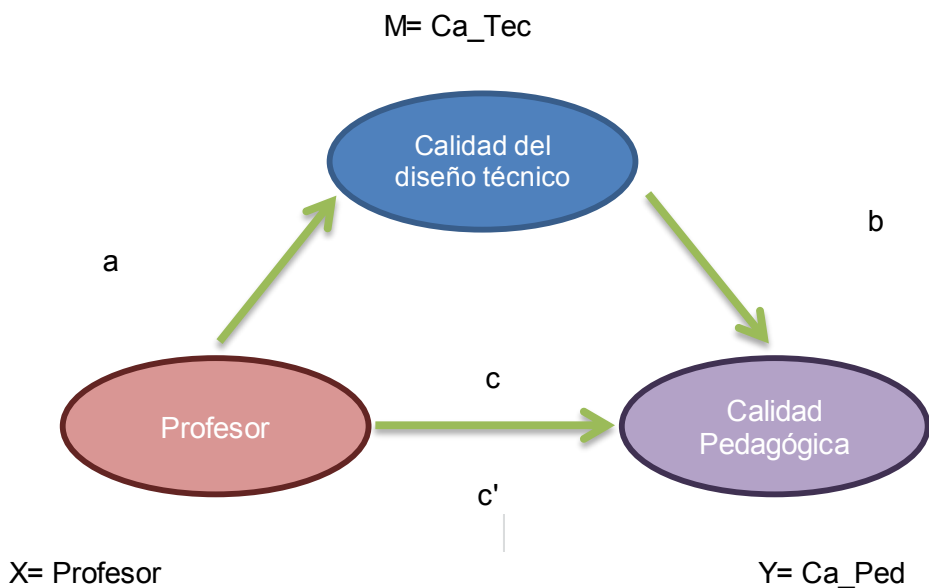 M= Ca_Tec
Calidad del
diseño técnico
a
b
Profesor
c
Calidad
Pedagógica
c'
X= Profesor
Y= Ca_Ped